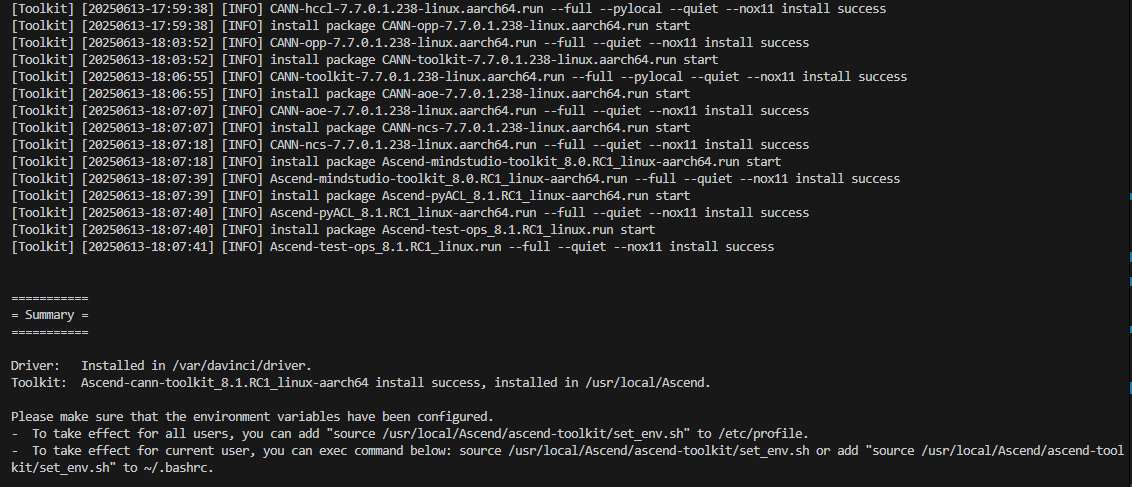 [Toolkit] [20250613-17:59:38] [INFO] CANN-hccl-7.7.0.1.238-linux.aarch64.run --full --pylocal --quiet --nox11 install success
[Toolkit] [20250613-17:59:38] [INFO] install package CANN-opp-7.7.0.1.238-linux.aarch64.run start
[Toolkit] [20250613-18:03:52] [INFO] CANN-opp-7.7.0.1.238-linux.aarch64.run --full --quiet --nox11 install success
[Toolkit] [20250613-18:03:52] [INFO] install package CANN-toolkit-7.7.0.1.238-linux.aarch64.run start
[Toolkit] [20250613-18:06:55] [INFO] CANN-toolkit-7.7.0.1.238-linux.aarch64.run --full --pylocal --quiet --nox11 install success
[Toolkit] [20250613-18:06:55] [INFO] install package CANN-aoe-7.7.0.1.238-linux.aarch64.run start
[Toolkit] [20250613-18:07:07] [INFO] CANN-aoe-7.7.0.1.238-linux.aarch64.run --full --quiet --nox11 install success
[Toolkit] [20250613-18:07:07] [INFO] install package CANN-ncs-7.7.0.1.238-linux.aarch64.run start
[Toolkit] [20250613-18:07:18] [INFO] CANN-ncs-7.7.0.1.238-linux.aarch64.run --full --quiet --nox11 install success
[Toolkit] [20250613-18:07:18] [INFO] install package Ascend-mindstudio-toolkit_8.0.RC1_linux-aarch64.run start
[Toolkit] [20250613-18:07:39] [INFO] Ascend-mindstudio-toolkit_8.0.RC1_linux-aarch64.run --full --quiet --nox11 install success
[Toolkit] [20250613-18:07:39] [INFO] install package Ascend-pyACL_8.1.RC1_linux-aarch64.run start
[Toolkit] [20250613-18:07:40] [INFO] Ascend-pyACL_8.1.RC1_linux-aarch64.run --full --quiet --nox11 install success
[Toolkit] [20250613-18:07:40] [INFO] install package Ascend-test-ops_8.1.RC1_linux.run start
[Toolkit] [20250613-18:07:41] [INFO] Ascend-test-ops_8.1.RC1_linux.run --full --quiet --nox11 install success
===========
= Summary =
===========
Driver:   Installed in /var/davinci/driver.
Toolkit:  Ascend-cann-toolkit_8.1.RC1_linux-aarch64 install success, installed in /usr/local/Ascend.
Please make sure that the environment variables have been configured.
-  To take effect for all users, you can add "source /usr/local/Ascend/ascend-toolkit/set_env.sh" to /etc/profile.
-  To take effect for current user, you can exec command below: source /usr/local/Ascend/ascend-toolkit/set_env.sh or add "source /usr/local/Ascend/ascend-tool
kit/set_env.sh" to ~/.bashrc.